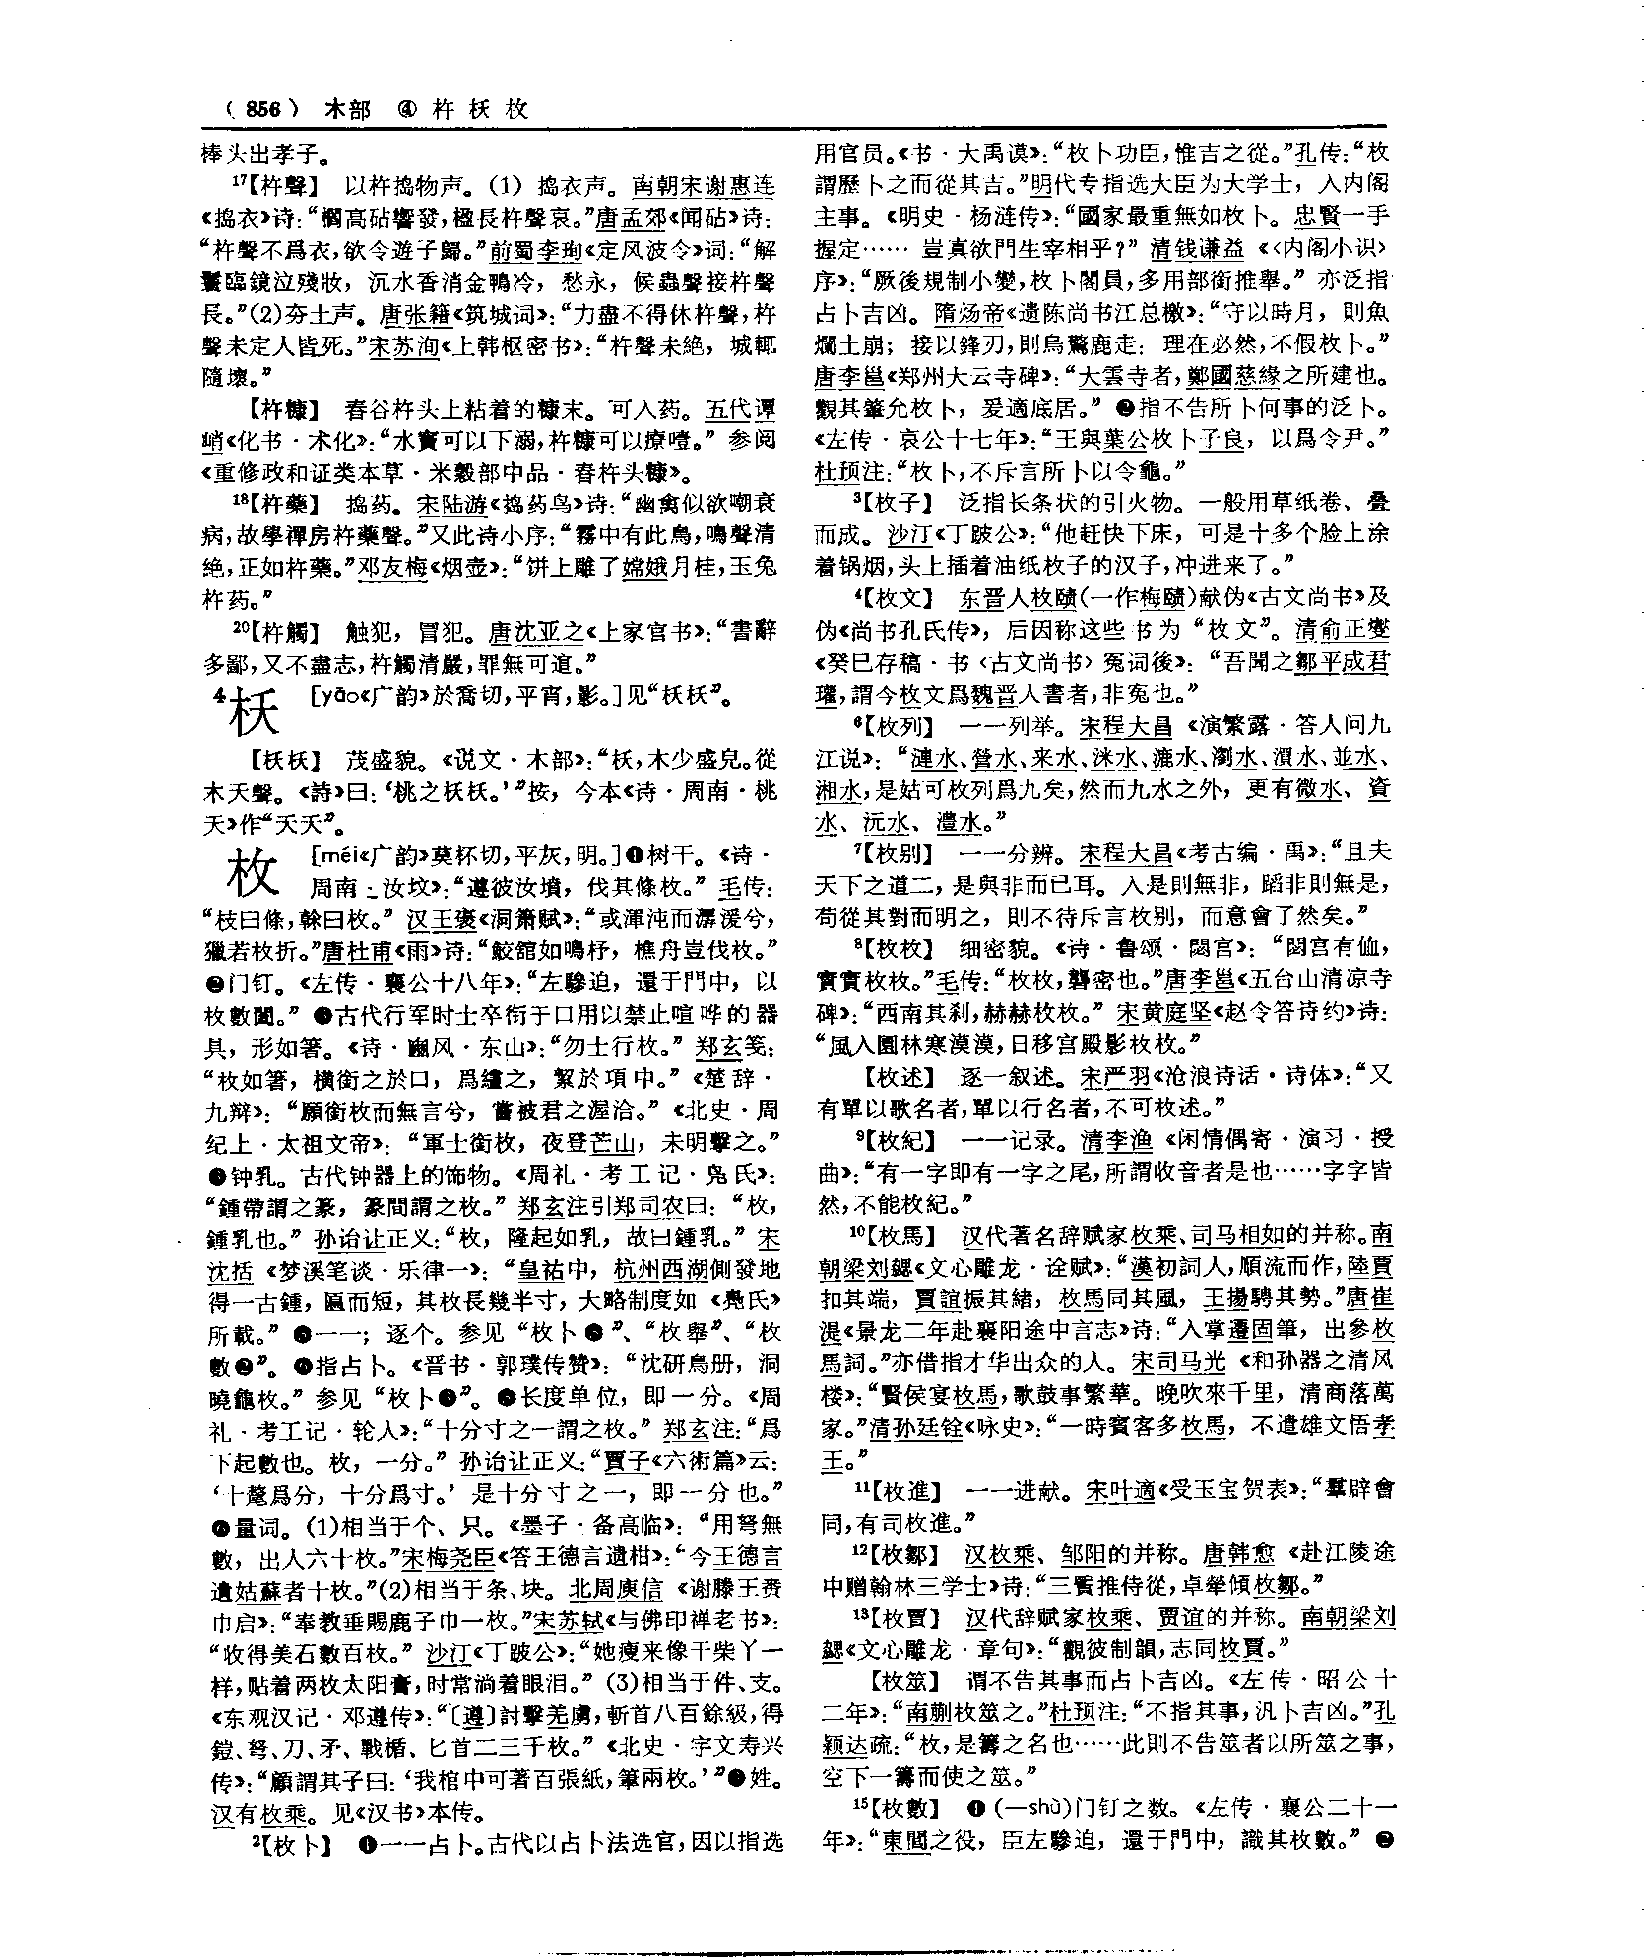 （856） 木部 ④ 杵 枖 枚
棒头出孝子。
17【杵聲】 以杵捣物声。(1) 捣衣声。南朝宋谢惠连
《捣衣》诗：“櫩高砧響發，楹長杵聲哀。”唐孟郊《闻砧》诗：
“杵聲不爲衣，欲令遊子歸。”前蜀李珣《定风波令》词：“解
鬟臨鏡泣殘妝，沉水香消金鴨冷，愁永，候蟲聲接杵聲
長。”(2)夯土声。唐张籍《筑城词》：“力盡不得休杵聲，杵
聲未定人皆死。”宋苏洵《上韩枢密书》：“杵聲未絶，城輒
隨壞。”
【杵糠】 舂谷杵头上粘着的糠末。可入药。五代谭
峭《化书·术化》：“水竇可以下溺，杵糠可以療噎。” 参阅
《重修政和证类本草·米穀部中品·舂杵头糠》。
18【杵藥】 捣药。宋陆游《捣药鸟》诗：“幽禽似欲嘲衰
病，故學禪房杵藥聲。”又此诗小序：“霧中有此鳥，鳴聲清
絶，正如杵藥。”邓友梅《烟壶》：“饼上雕了嫦娥月桂，玉兔
杵药。”
20【杵觸】 触犯，冒犯。唐沈亚之《上家官书》：“書辭
多鄙，又不盡志，杵觸清嚴，罪無可逭。”
4枖 [yāo《广韵》於喬切，平宵，影。]见“枖枖”。
【枖枖】 茂盛貌。《说文·木部》：“枖，木少盛皃。從
木夭聲。《詩》曰：‘桃之枖枖。’”按，今本《诗·周南·桃
夭》作“夭夭”。
枚 [méi《广韵》莫杯切，平灰，明。]❶树干。《诗·
周南·汝坟》：“遵彼汝墳，伐其條枚。” 毛传：
“枝曰條，榦曰枚。” 汉王褒《洞箫赋》：“或渾沌而潺湲兮，
獵若枚折。”唐杜甫《雨》诗：“鮫館如鳴杼，樵舟豈伐枚。”
❷门钉。《左传·襄公十八年》：“左驂迫，還于門中，以
枚數闔。” ❸古代行军时士卒衔于口用以禁止喧哗的器
具，形如箸。《诗·豳风·东山》：“勿士行枚。” 郑玄笺：
“枚如箸，横銜之於口，爲繣之，絜於項中。”《楚辞·
九辩》：“願銜枚而無言兮，嘗被君之渥洽。”《北史·周
纪上·太祖文帝》：“軍士銜枚，夜登芒山，未明擊之。”
❹钟乳。古代钟器上的饰物。《周礼·考工记·凫氏》：
“鍾帶謂之篆，篆間謂之枚。” 郑玄注引郑司农曰：“枚，
鍾乳也。” 孙诒让正义：“枚，隆起如乳，故曰鍾乳。” 宋
沈括《梦溪笔谈·乐律一》：“皇祐中，杭州西湖側發地
得一古鍾，匾而短，其枚長幾半寸，大略制度如《鳧氏》
所載。” ❺一一；逐个。参见“枚卜❶”、“枚舉”、“枚
數❷”。❻指占卜。《晋书·郭璞传赞》：“沈研鳥册，洞
曉龜枚。” 参见“枚卜❶”。❼长度单位，即一分。《周
礼·考工记·轮人》：“十分寸之一謂之枚。” 郑玄注：“爲
下起數也。枚，一分。” 孙诒让正义：“賈子《六術篇》云：
‘十氂爲分，十分爲寸。’ 是十分寸之一，即一分也。”
❽量词。(1)相当于个、只。《墨子·备高临》：“用弩無
數，出人六十枚。”宋梅尧臣《答王德言遗柑》：“今王德言
遺姑蘇者十枚。”(2)相当于条、块。北周庾信《谢滕王赉
巾启》：“奉教垂賜鹿子巾一枚。”宋苏轼《与佛印禅老书》：
“收得美石數百枚。” 沙汀《丁跛公》：“她瘦来像干柴丫一
样，贴着两枚太阳膏，时常淌着眼泪。” (3)相当于件、支。
《东观汉记·邓遵传》：“〔遵〕討擊羌虜，斬首八百餘級，得
鎧、弩、刀、矛、戰楯、匕首二三千枚。”《北史·宇文寿兴
传》：“顧謂其子曰：‘我棺中可著百張紙，筆兩枚。’”❾姓。
汉有枚乘。见《汉书》本传。
2【枚卜】 ❶一一占卜。古代以占卜法选官，因以指选
用官员。《书·大禹谟》：“枚卜功臣，惟吉之從。”孔传：“枚
謂歷卜之而從其吉。”明代专指选大臣为大学士，入内阁
主事。《明史·杨涟传》：“國家最重無如枚卜。忠賢一手
握定…… 豈真欲門生宰相乎？” 清钱谦益《〈内阁小识〉
序》：“厥後規制小變，枚卜閣員，多用部銜推舉。” 亦泛指
占卜吉凶。隋炀帝《遗陈尚书江总檄》：“守以時月，則魚
爛土崩；接以鋒刃，則鳥驚鹿走：理在必然，不假枚卜。”
唐李邕《郑州大云寺碑》：“大雲寺者，鄭國慈緣之所建也。
觀其肇允枚卜，爰適底居。” ❷指不告所卜何事的泛卜。
《左传·哀公十七年》：“王與葉公枚卜子良，以爲令尹。”
杜预注：“枚卜，不斥言所卜以令龜。”
3【枚子】 泛指长条状的引火物。一般用草纸卷、叠
而成。沙汀《丁跛公》：“他赶快下床，可是十多个脸上涂
着锅烟，头上插着油纸枚子的汉子，冲进来了。”
4【枚文】 东晋人枚赜(一作梅赜)献伪《古文尚书》及
伪《尚书孔氏传》，后因称这些书为“枚文”。清俞正燮
《癸巳存稿·书〈古文尚书〉冤词後》：“吾聞之鄒平成君
瓘，謂今枚文爲魏晋人書者，非冤也。”
6【枚列】 一一列举。宋程大昌《演繁露·答人问九
江说》：“漣水、營水、来水、洣水、漉水、瀏水、濆水、並水、
湘水，是姑可枚列爲九矣，然而九水之外，更有微水、資
水、沅水、澧水。”
7【枚别】 一一分辨。宋程大昌《考古编·禹》：“且夫
天下之道二，是與非而已耳。入是則無非，蹈非則無是，
苟從其對而明之，則不待斥言枚别，而意會了然矣。”
8【枚枚】 细密貌。《诗·鲁颂·閟宫》：“閟宫有侐，
實實枚枚。”毛传：“枚枚，礱密也。”唐李邕《五台山清凉寺
碑》：“西南其刹，赫赫枚枚。” 宋黄庭坚《赵令答诗约》诗：
“風入園林寒漠漠，日移宫殿影枚枚。”
【枚述】 逐一叙述。宋严羽《沧浪诗话·诗体》：“又
有單以歌名者，單以行名者，不可枚述。”
9【枚紀】 一一记录。清李渔《闲情偶寄·演习·授
曲》：“有一字即有一字之尾，所謂收音者是也……字字皆
然，不能枚紀。”
10【枚馬】 汉代著名辞赋家枚乘、司马相如的并称。南
朝梁刘勰《文心雕龙·诠赋》：“漢初詞人，順流而作，陸賈
扣其端，賈誼振其緒，枚馬同其風，王揚騁其勢。”唐崔
湜《景龙二年赴襄阳途中言志》诗：“入掌遷固筆，出參枚
馬詞。”亦借指才华出众的人。宋司马光《和孙器之清风
楼》：“賢侯宴枚馬，歌鼓事繁華。晚吹來千里，清商落萬
家。”清孙廷铨《咏史》：“一時賓客多枚馬，不遣雄文悟孝
王。”
11【枚進】 一一进献。宋叶適《受玉宝贺表》：“羣辟會
同，有司枚進。”
12【枚鄒】 汉枚乘、邹阳的并称。唐韩愈《赴江陵途
中赠翰林三学士》诗：“三賢推侍從，卓犖傾枚鄒。”
13【枚賈】 汉代辞赋家枚乘、贾谊的并称。南朝梁刘
勰《文心雕龙·章句》：“觀彼制韻，志同枚賈。”
【枚筮】 谓不告其事而占卜吉凶。《左传·昭公十
二年》：“南蒯枚筮之。”杜预注：“不指其事，汎卜吉凶。”孔
颖达疏：“枚，是籌之名也……此則不告筮者以所筮之事，
空下一籌而使之筮。”
15【枚數】 ❶(—shù)门钉之数。《左传·襄公二十一
年》：“東閭之役，臣左驂迫，還于門中，識其枚數。” ❷